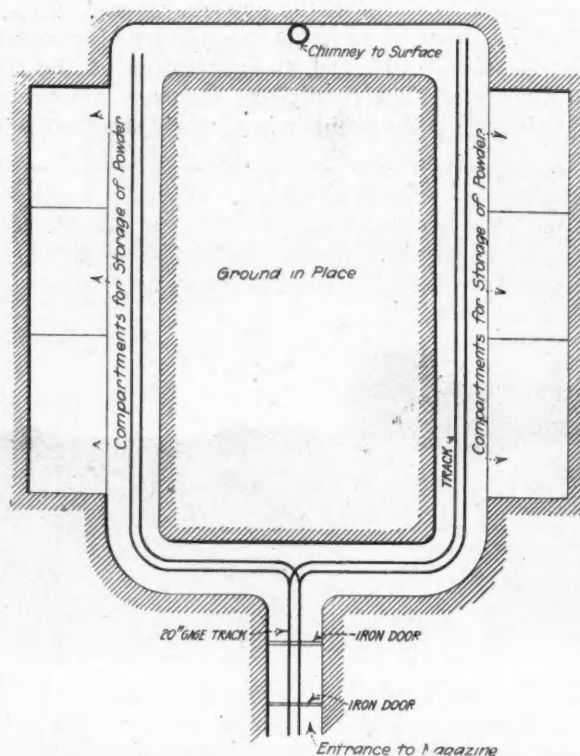 Chimney to Surface
Compartments for Storage of Powder
Compartments for Storage of Powder
Ground in Place
TRACK
20" GAGE TRACK
IRON DOOR
IRON DOOR
Entrance to Magazine